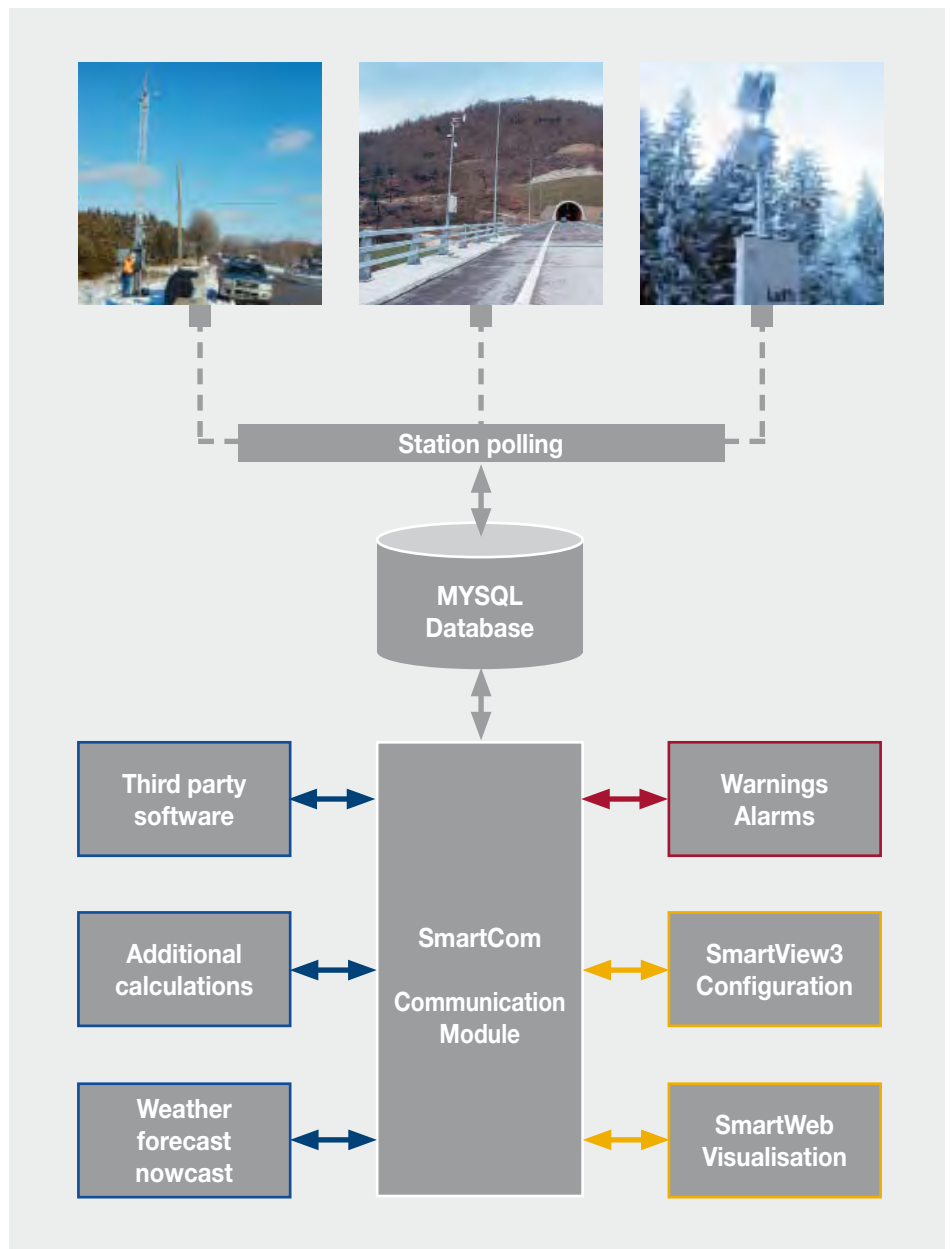 Station polling
MYSQL
Database
Third party
software
Warnings
Alarms
Additional
calculations
SmartCom
Communication
Module
SmartView3
Configuration
Weather
forecast
nowcast
SmartWeb
Visualisation